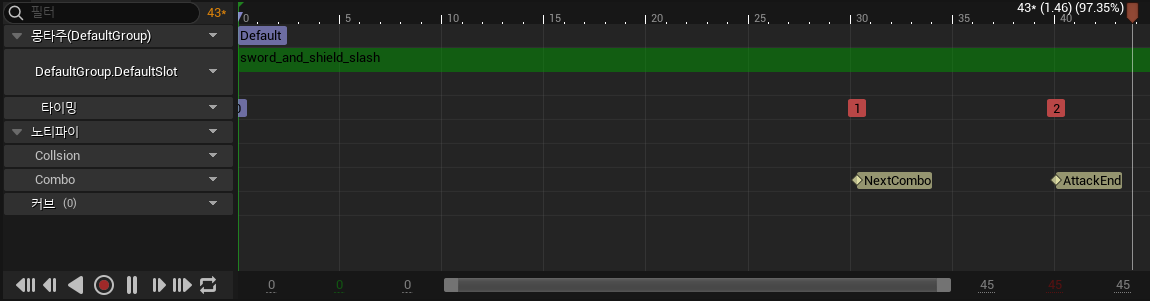 필터
43*
0
5
10
15
20
25
30
35
40
43* (1.46) (97.35%)
몽타주(DefaultGroup)
Default
DefaultGroup.DefaultSlot
sword_and_shield_slash
타이밍
1
2
노티파이
Collsion
Combo
NextCombo
AttackEnd
커브 (0)
0
0
0
45
45
45